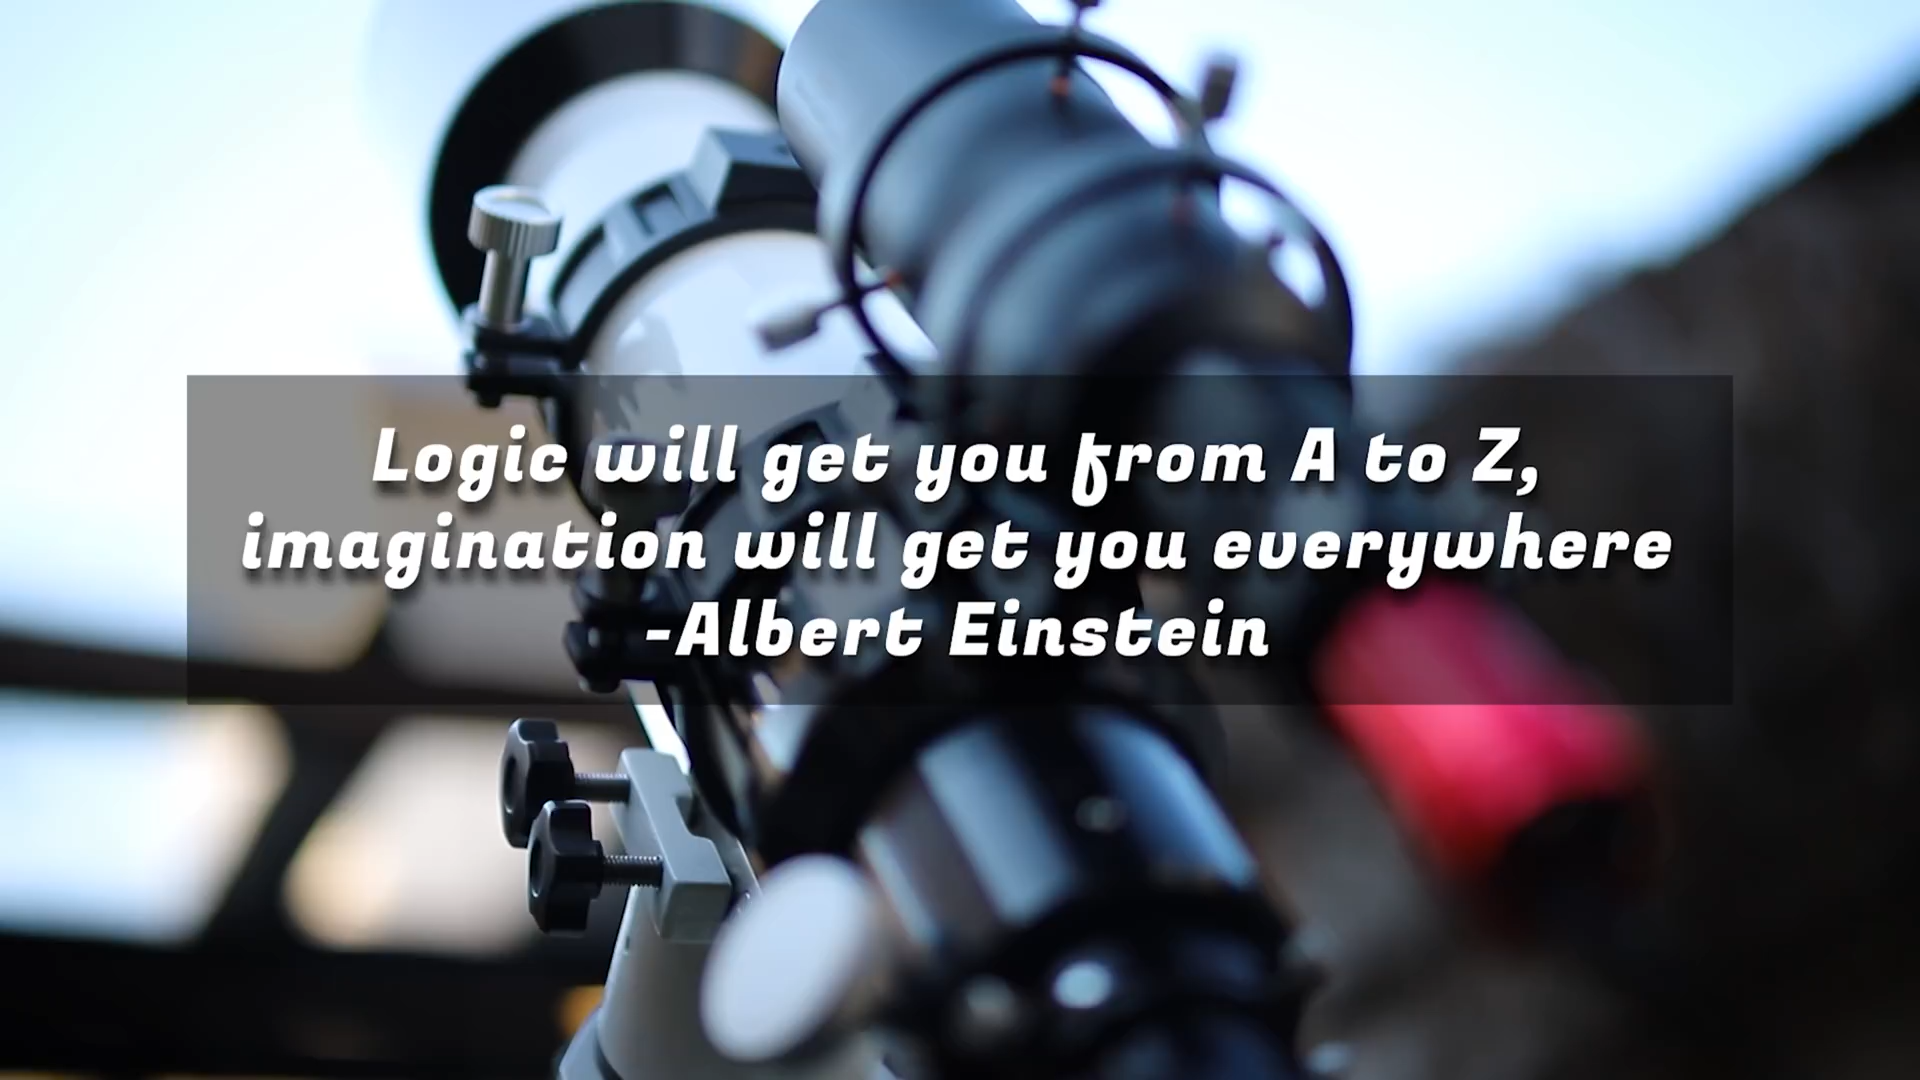 Logic will get you from A to Z,
imagination will get you everywhere
-Albert Einstein